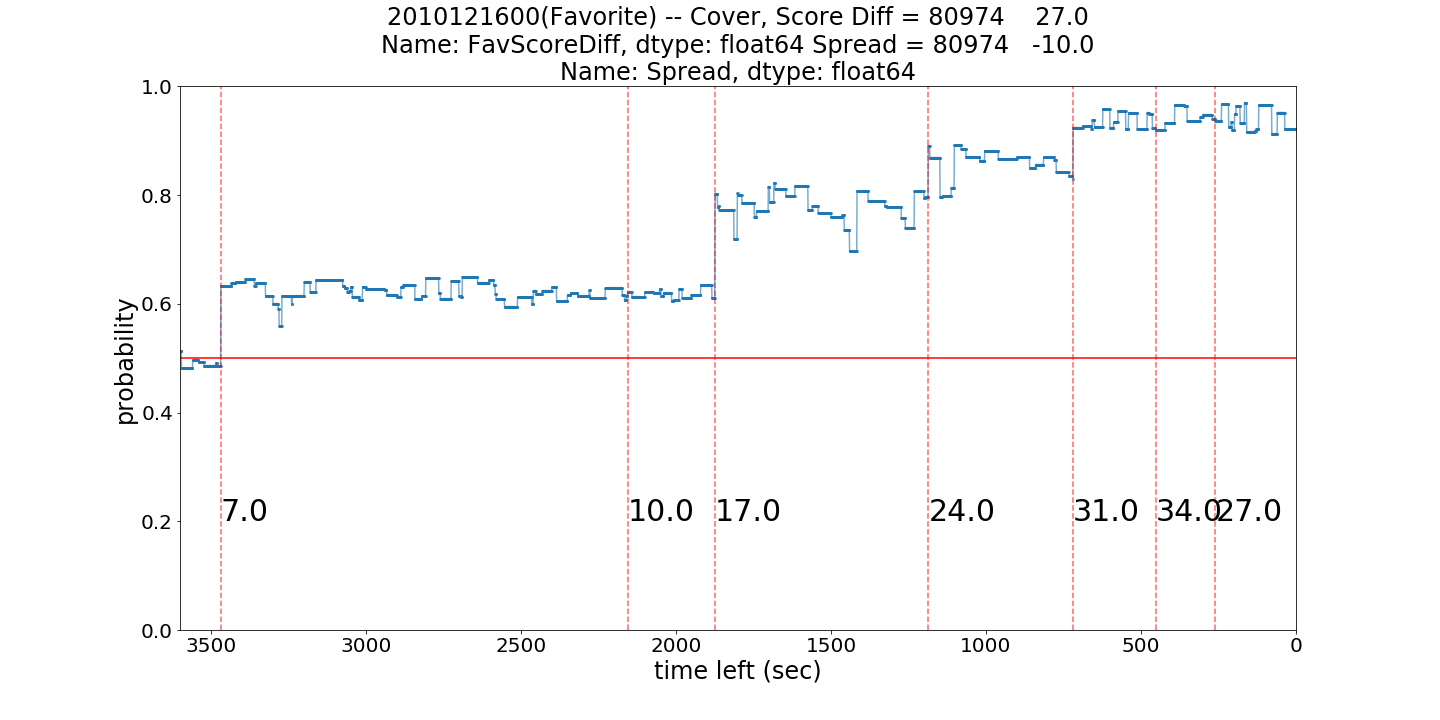 2010121600(Favorite) -- Cover, Score Diff = 80974    27.0
Name: FavScoreDiff, dtype: float64 Spread = 80974   -10.0
Name: Spread, dtype: float64
1.0
0.8
0.6
0.4
0.2
0.0
probability
7.0 10.0 17.0 24.0 31.0 34.0 27.0
3500 3000 2500 2000 1500 1000 500 0
time left (sec)